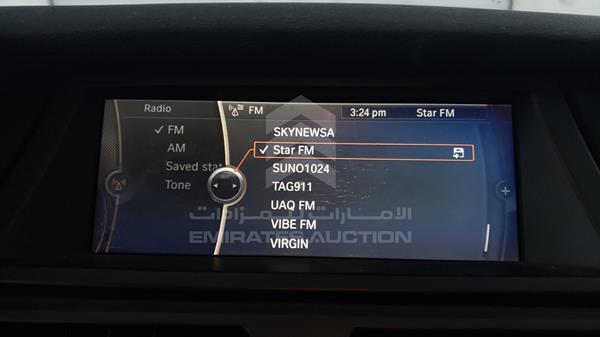 Radio
FM
3:24 pm
Star FM
FM
AM
Saved stat
Tone
SKYNEWSA
Star FM
SUNO1024
TAG911
UAQ FM
VIBE FM
VIRGIN
الامارات للمزادات
EMIRATES AUCTION